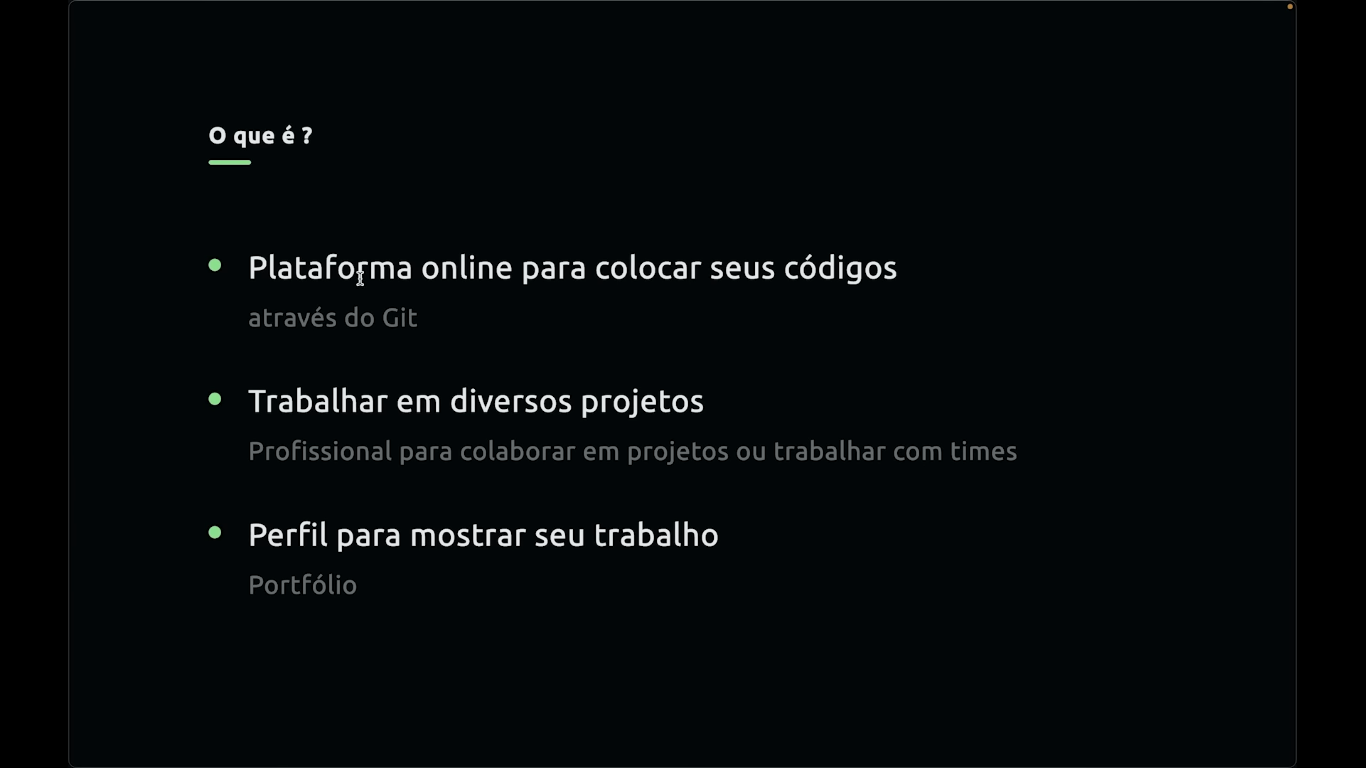 O que é ?
Plataforma online para colocar seus códigos
através do Git
Trabalhar em diversos projetos
Profissional para colaborar em projetos ou trabalhar com times
Perfil para mostrar seu trabalho
Portfólio